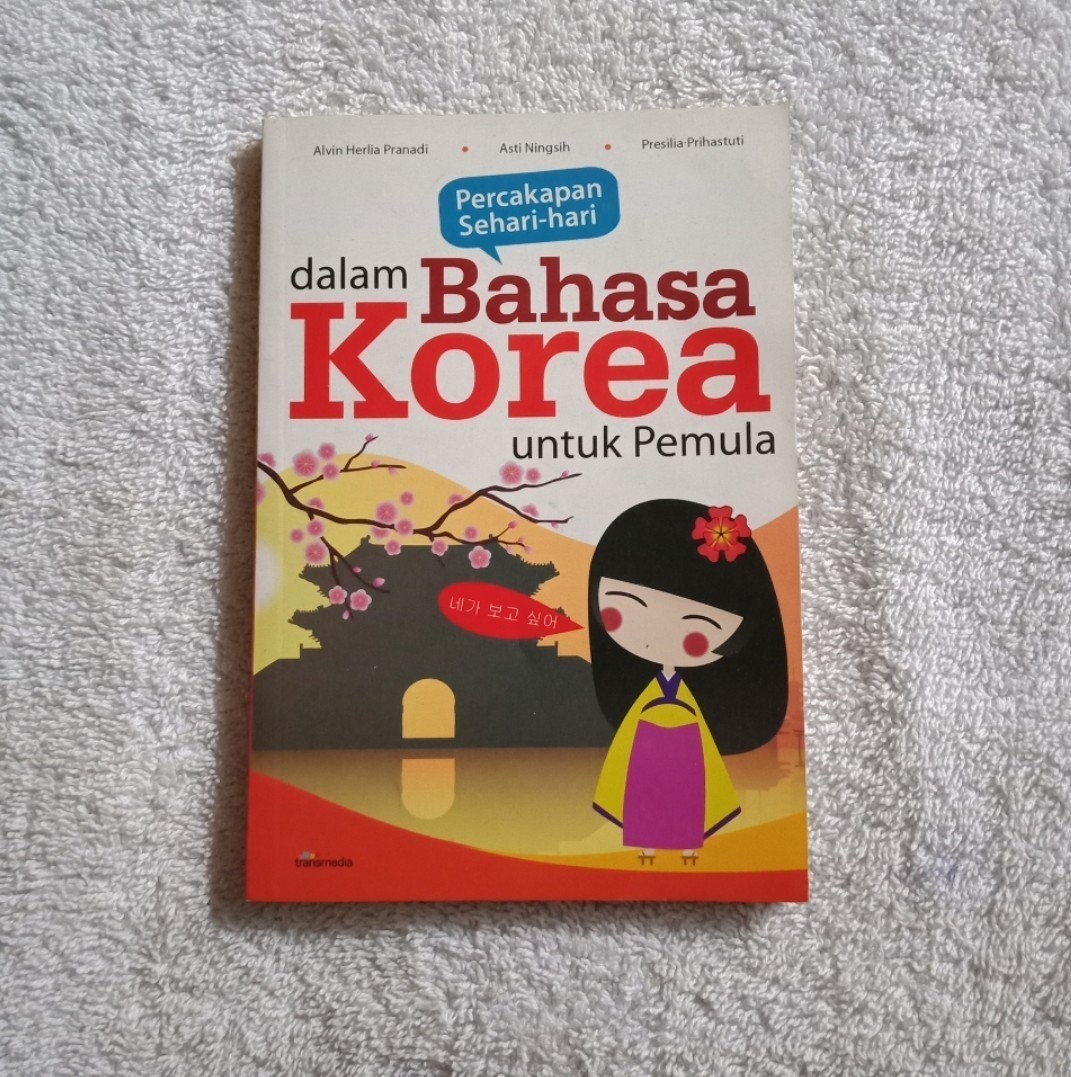 Alvin Herlia Pranadi • Asti Ningsih • Presilia Prihastuti
Percakapan
Sehari-hari
dalam Bahasa
Korea
untuk Pemula
네가 보고 싶어
transmedia